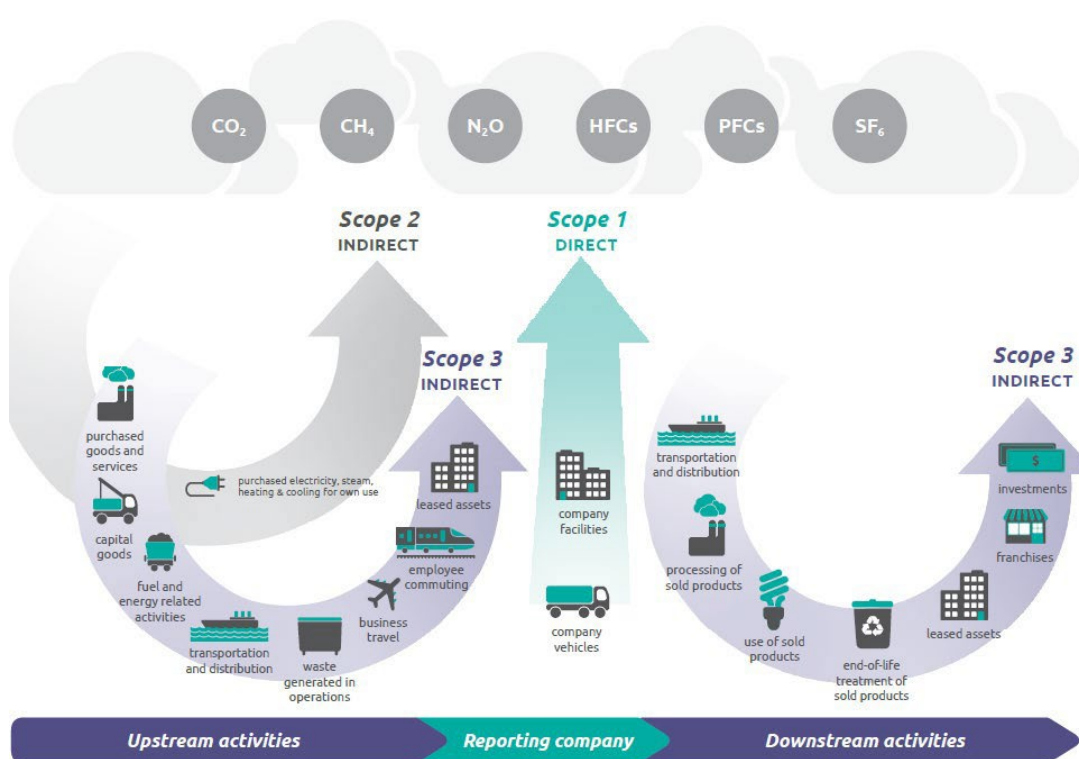 CO₂
CH₄
N₂O
HFCs
PFCs
SF₆
Scope 2
INDIRECT
Scope 1
DIRECT
Scope 3
INDIRECT
Scope 3
INDIRECT
purchased
goods and
services
capital
goods
fuel and
energy related
activities
purchased electricity, steam,
heating & cooling for own use
transportation
and distribution
waste
generated in
operations
business
travel
employee
commuting
leased assets
company
facilities
company
vehicles
transportation
and distribution
processing of
sold products
use of sold
products
end-of-life
treatment of
sold products
leased assets
franchises
$
investments
Upstream activities
Reporting company
Downstream activities